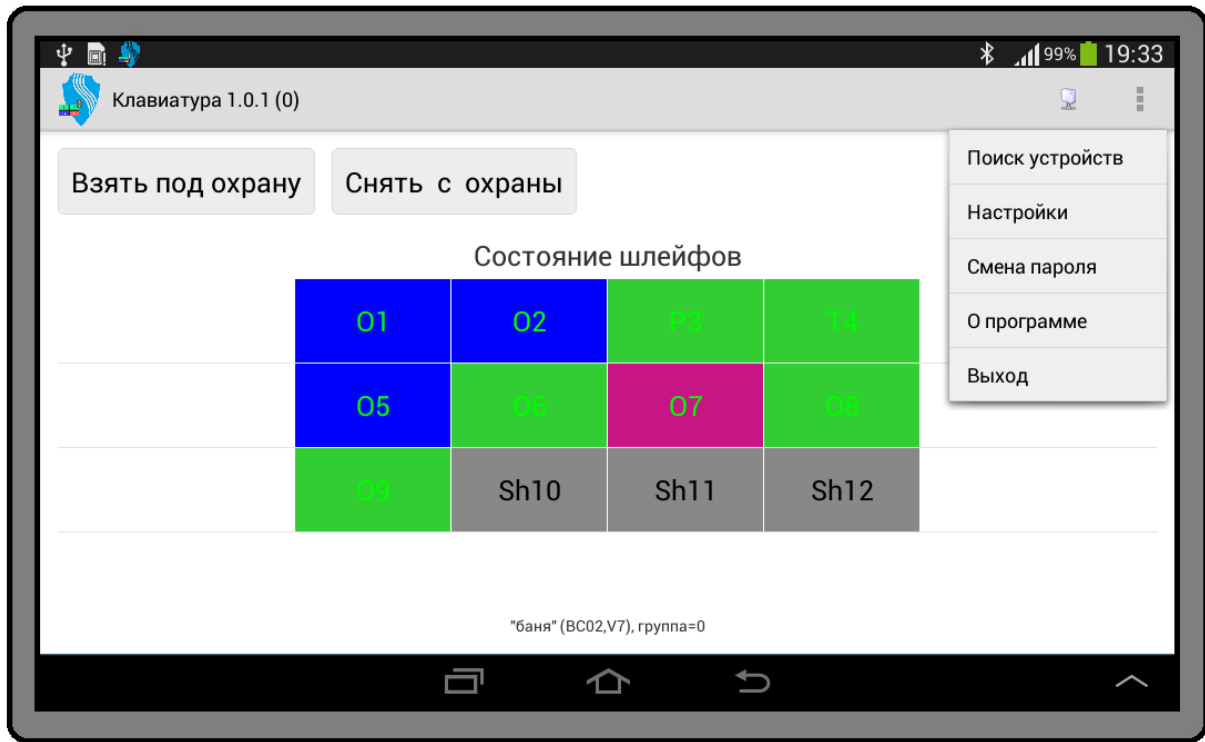 99% 19:33
Клавиатура 1.0.1 (0)
Взять под охрану Снять с охраны
Поиск устройств
Настройки
Смена пароля
О программе
Выход
Состояние шлейфов
O1 O2 P3 T4
O5 O6 O7 O8
O9 Sh10 Sh11 Sh12
"баня" (BC02,V7), группа=0